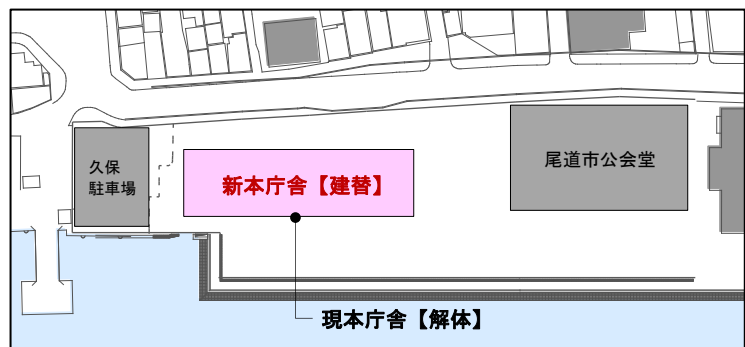 久保
駐車場
新本庁舎【建替】
尾道市公会堂
現本庁舎【解体】